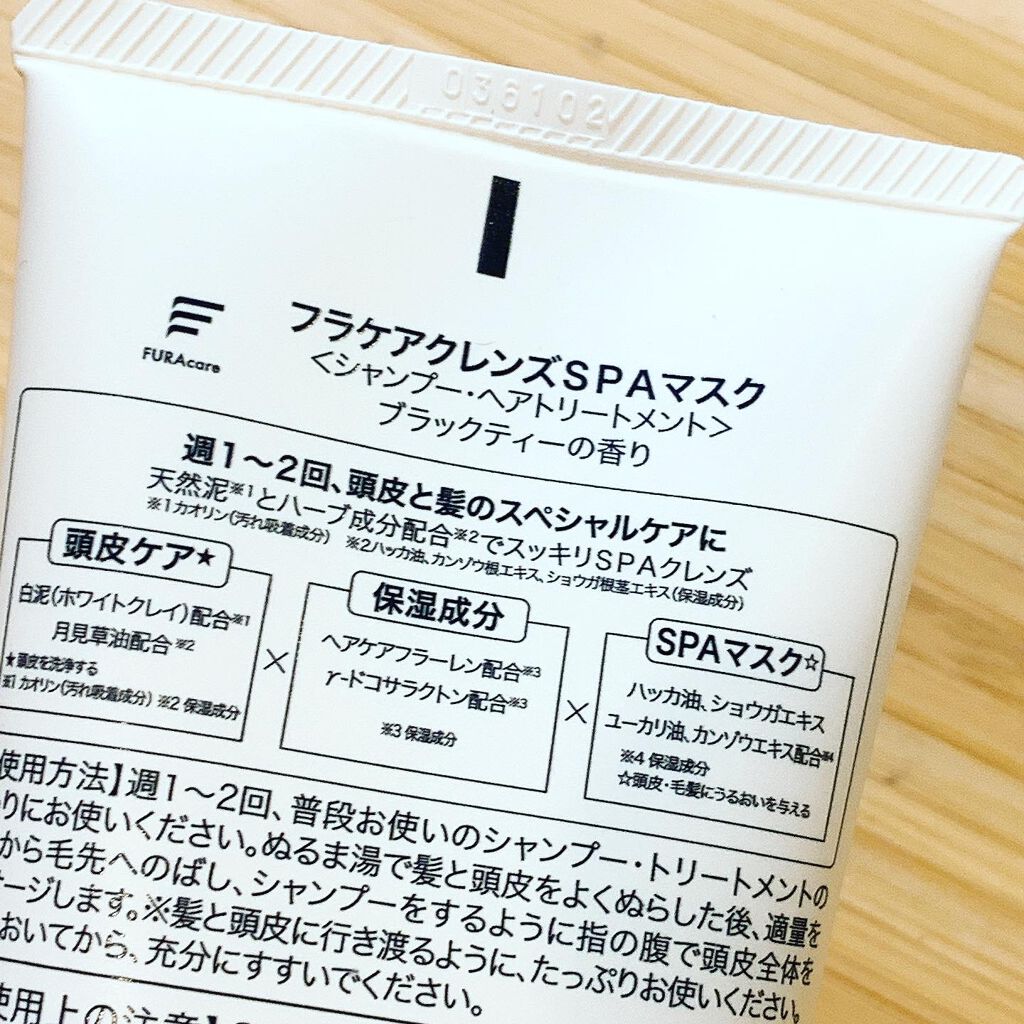 036102
FURAcare
フラケアクレンズSPAマスク
<シャンプー・ヘアトリートメント>
ブラックティーの香り
週1〜2回、頭皮と髪のスペシャルケアに
天然泥※1とハーブ成分配合※2でスッキリSPAクレンズ
※1カオリン(汚れ吸着成分) ※2ハッカ油、カンゾウ根エキス、ショウガ根茎エキス(保湿成分)
頭皮ケア★
白泥(ホワイトクレイ)配合※1
月見草油配合※2
★頭皮を洗浄する
※1カオリン(汚れ吸着成分) ※2 保湿成分
×
保湿成分
ヘアケアフラーレン配合※3
γ-ドコサラクトン配合※3
※3 保湿成分
×
SPAマスク☆
ハッカ油、ショウガエキス
ユーカリ油、カンゾウエキス配合※4
※4 保湿成分
☆頭皮・毛髪にうるおいを与える
使用方法】週1〜2回、普段お使いのシャンプー・トリートメントの
りにお使いください。ぬるま湯で髪と頭皮をよくぬらした後、適量を
から毛先へのばし、シャンプーをするように指の腹で頭皮全体を
ージします。※髪と頭皮に行き渡るように、たっぷりお使いください。
おいてから、充分にすすいでください。
使用上の注意】